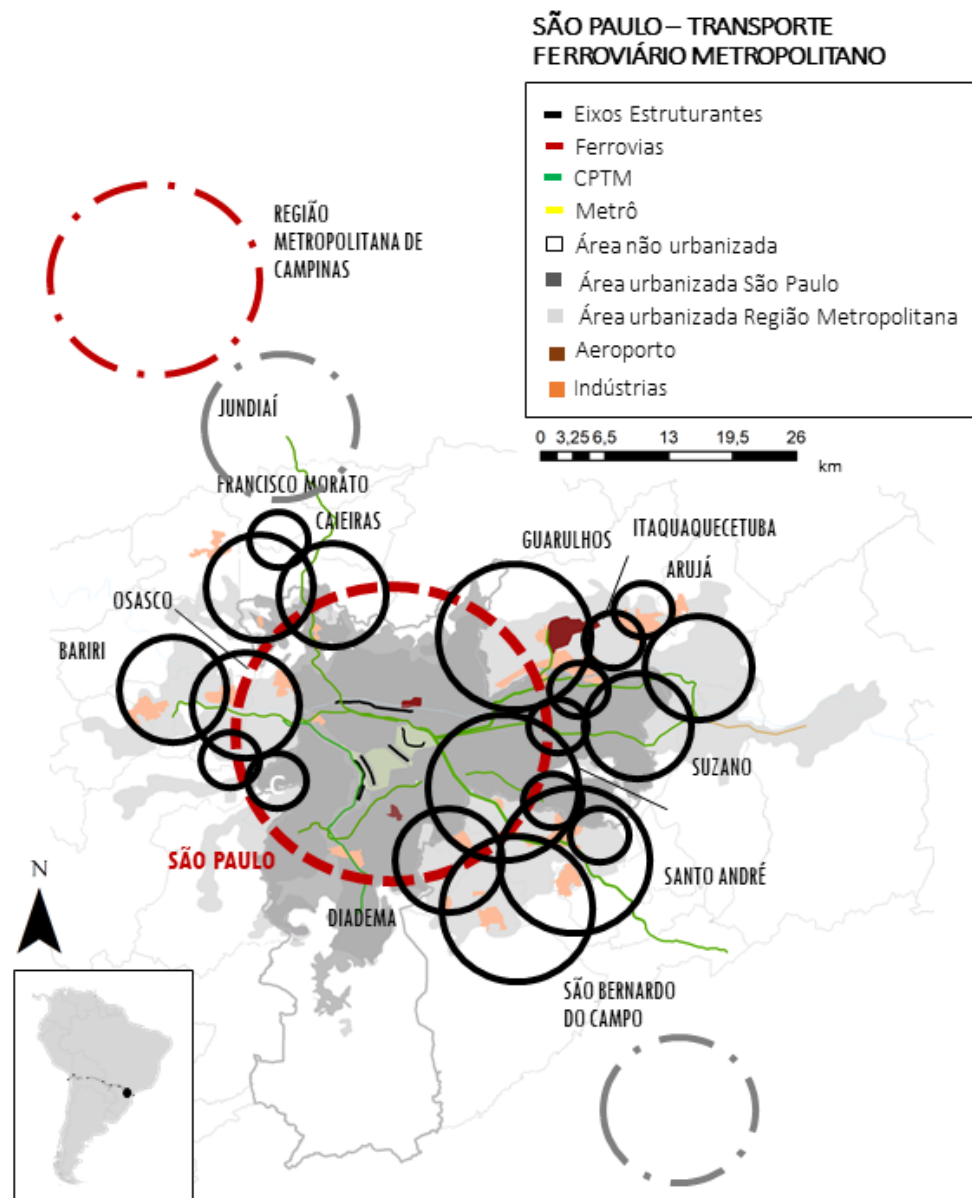 SÃO PAULO – TRANSPORTE
FERROVIÁRIO METROPOLITANO
Eixos Estruturantes
Ferrovias
CPTM
Metrô
Área não urbanizada
Área urbanizada São Paulo
Área urbanizada Região Metropolitana
Aeroporto
Indústrias
0 3,25 6,5 13 19,5 26
km
REGIÃO
METROPOLITANA DE
CAMPINAS
JUNDIAÍ
FRANCISCO MORATO
CAIEIRAS
GUARULHOS
ITAQUAQUECETUBA
ARUJÁ
OSASCO
BARIRI
SUZANO
SÃO PAULO
SANTO ANDRÉ
DIADEMA
SÃO BERNARDO
DO CAMPO
N